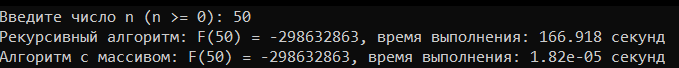 Введите число n (n >= 0): 50
Рекурсивный алгоритм: F(50) = -298632863, время выполнения: 166.918 секунд
Алгоритм с массивом: F(50) = -298632863, время выполнения: 1.82e-05 секунд